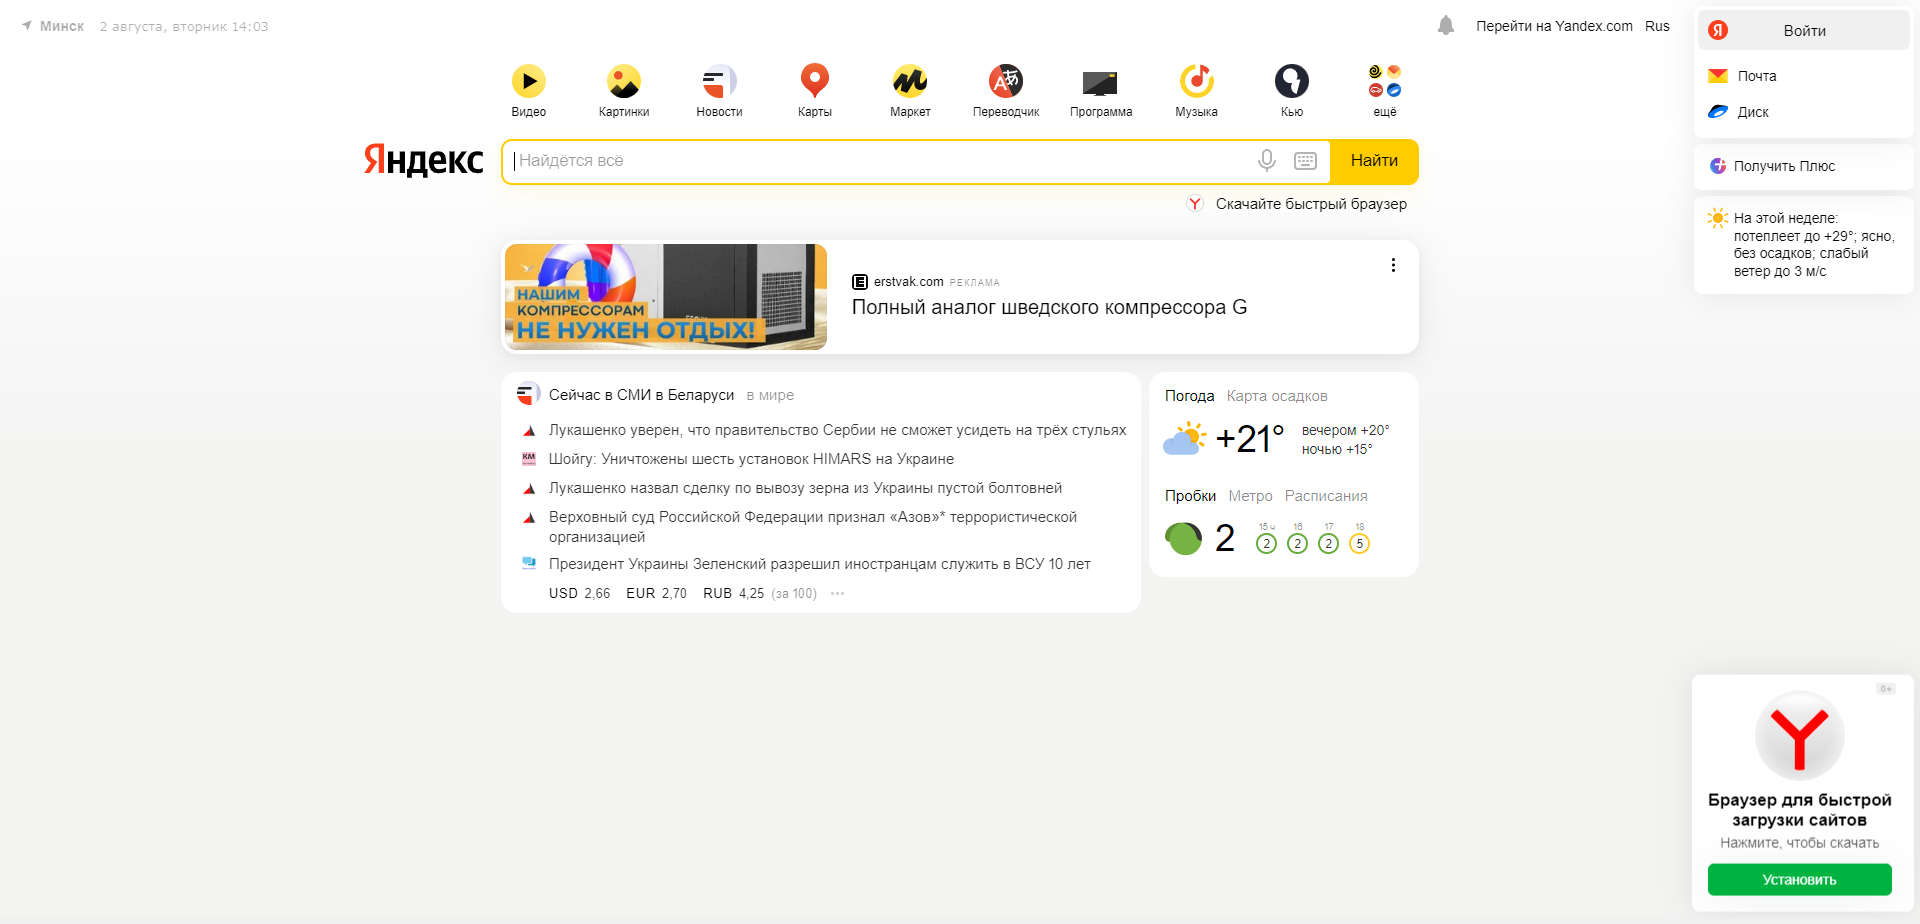 Минск 2 августа, вторник 14:03
Перейти на Yandex.com Rus
Я Войти
Почта
Диск
Получить Плюс
На этой неделе:
потеплеет до +29°; ясно,
без осадков; слабый
ветер до 3 м/с
Видео Картинки Новости Карты Маркет Переводчик Программа Музыка Кью ещё
Яндекс
Найдётся всё
Найти
Скачайте быстрый браузер
НАШИМ
КОМПРЕССОРАМ
НЕ НУЖЕН ОТДЫХ!
erstvak.com РЕКЛАМА
Полный аналог шведского компрессора G
Сейчас в СМИ в Беларуси в мире
Лукашенко уверен, что правительство Сербии не сможет усидеть на трёх стульях
КМ Шойгу: Уничтожены шесть установок HIMARS на Украине
Лукашенко назвал сделку по вывозу зерна из Украины пустой болтовней
Верховный суд Российской Федерации признал «Азов»* террористической
организацией
Президент Украины Зеленский разрешил иностранцам служить в ВСУ 10 лет
USD 2,66 EUR 2,70 RUB 4,25 (за 100) ···
Погода Карта осадков
+21° вечером +20°
ночью +15°
Пробки Метро Расписания
15 ч 16 17 18
2 2 2 2 5
0+
Браузер для быстрой
загрузки сайтов
Нажмите, чтобы скачать
Установить